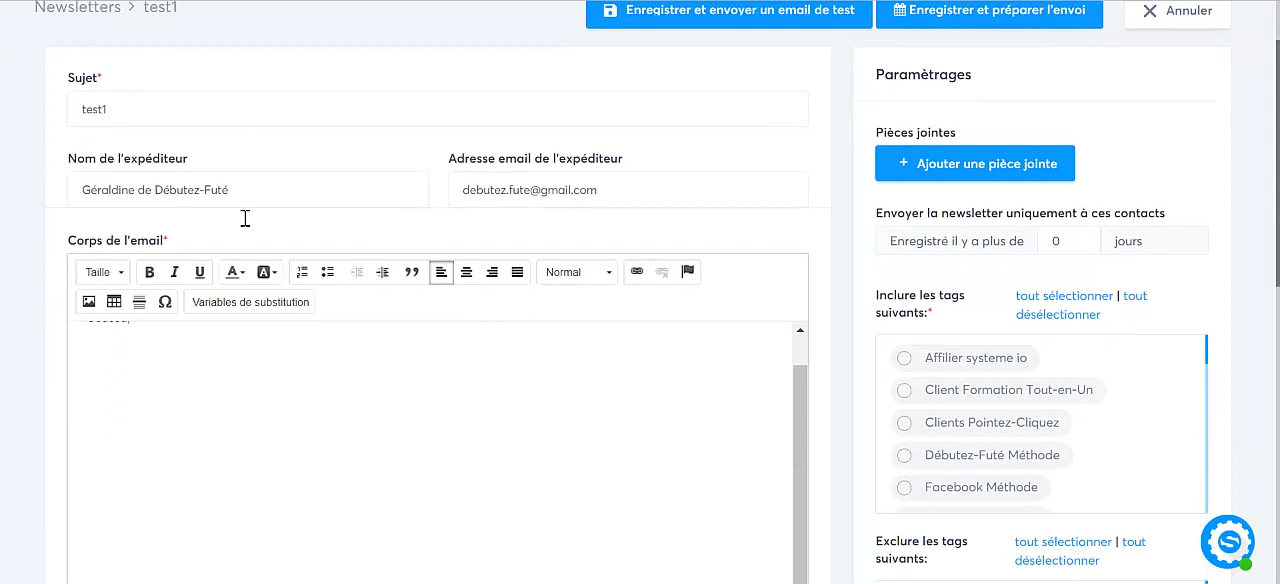 Newsletters > test1
Enregistrer et envoyer un email de test
Enregistrer et préparer l'envoi
Annuler
Sujet*
test1
Nom de l'expéditeur
Adresse email de l'expéditeur
Géraldine de Débutez-Futé
debutez.fute@gmail.com
Corps de l'email*
Taille
B I U A A
Normal
Ω
Variables de substitution
Paramètrages
Pièces jointes
+ Ajouter une pièce jointe
Envoyer la newsletter uniquement à ces contacts
Enregistré il y a plus de 0 jours
Inclure les tags
suivants:*
tout sélectionner | tout
désélectionner
Affilier systeme io
Client Formation Tout-en-Un
Clients Pointez-Cliquez
Débutez-Futé Méthode
Facebook Méthode
Exclure les tags
suivants:
tout sélectionner | tout
désélectionner